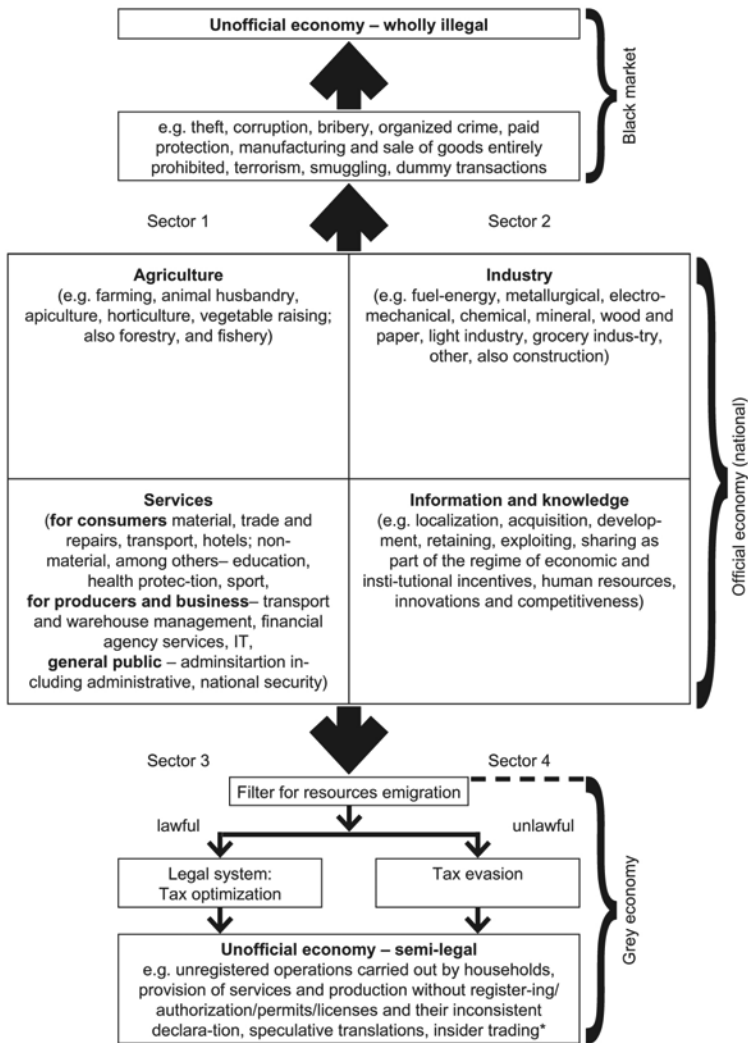 Unofficial economy – wholly illegal
e.g. theft, corruption, bribery, organized crime, paid
protection, manufacturing and sale of goods entirely
prohibited, terrorism, smuggling, dummy transactions
Black market
Sector 1
Sector 2
Agriculture
(e.g. farming, animal husbandry,
apiculture, horticulture, vegetable raising;
also forestry, and fishery)
Industry
(e.g. fuel-energy, metallurgical, electro-
mechanical, chemical, mineral, wood and
paper, light industry, grocery indus-try,
other, also construction)
Services
(for consumers material, trade and
repairs, transport, hotels; non-
material, among others– education,
health protec-tion, sport,
for producers and business– transport
and warehouse management, financial
agency services, IT,
general public – adminsitartion in-
cluding administrative, national security)
Information and knowledge
(e.g. localization, acquisition, develop-
ment, retaining, exploiting, sharing as
part of the regime of economic and
insti-tutional incentives, human resources,
innovations and competitiveness)
Official economy (national)
Sector 3
Sector 4
Filter for resources emigration
lawful
unlawful
Legal system:
Tax optimization
Tax evasion
Unofficial economy – semi-legal
e.g. unregistered operations carried out by households,
provision of services and production without register-ing/
authorization/permits/licenses and their inconsistent
declara-tion, speculative translations, insider trading*
Grey economy